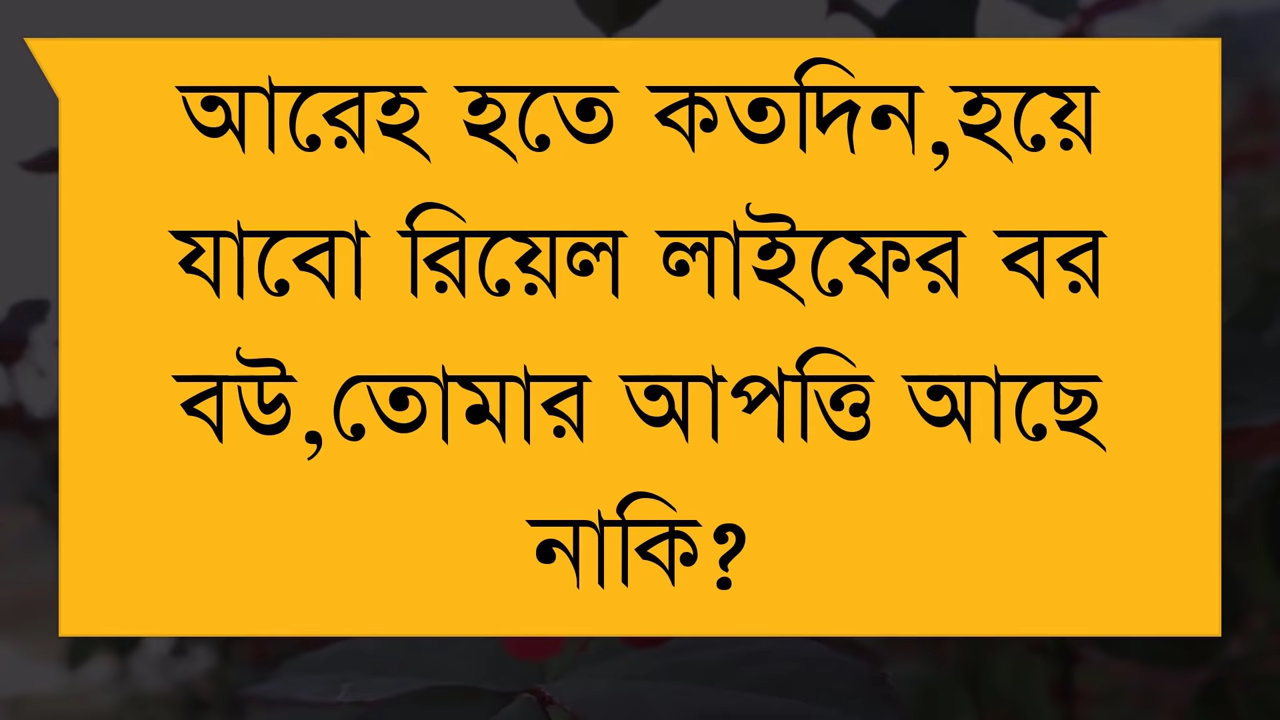 আরেহ হতে কতদিন,হয়ে
যাবো রিয়েল লাইফের বর
বউ,তোমার আপত্তি আছে
নাকি?